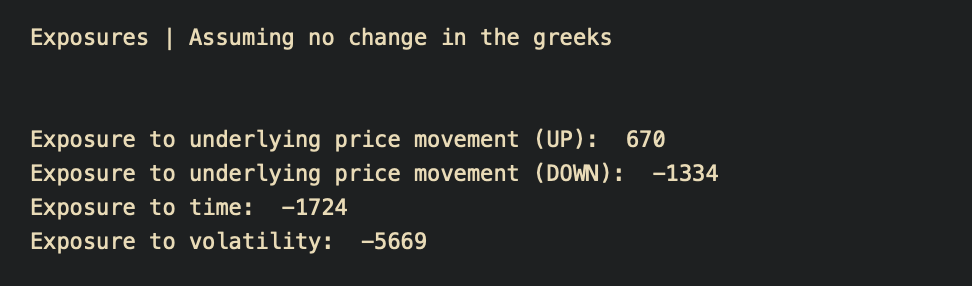 Exposures | Assuming no change in the greeks
Exposure to underlying price movement (UP):  670
Exposure to underlying price movement (DOWN):  -1334
Exposure to time:  -1724
Exposure to volatility:  -5669